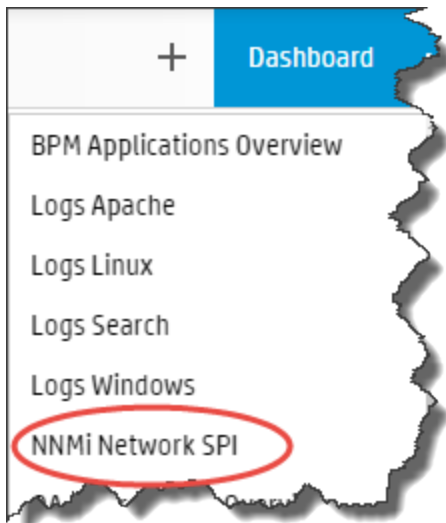 + Dashboard
BPM Applications Overview
Logs Apache
Logs Linux
Logs Search
Logs Windows
NNMi Network SPI